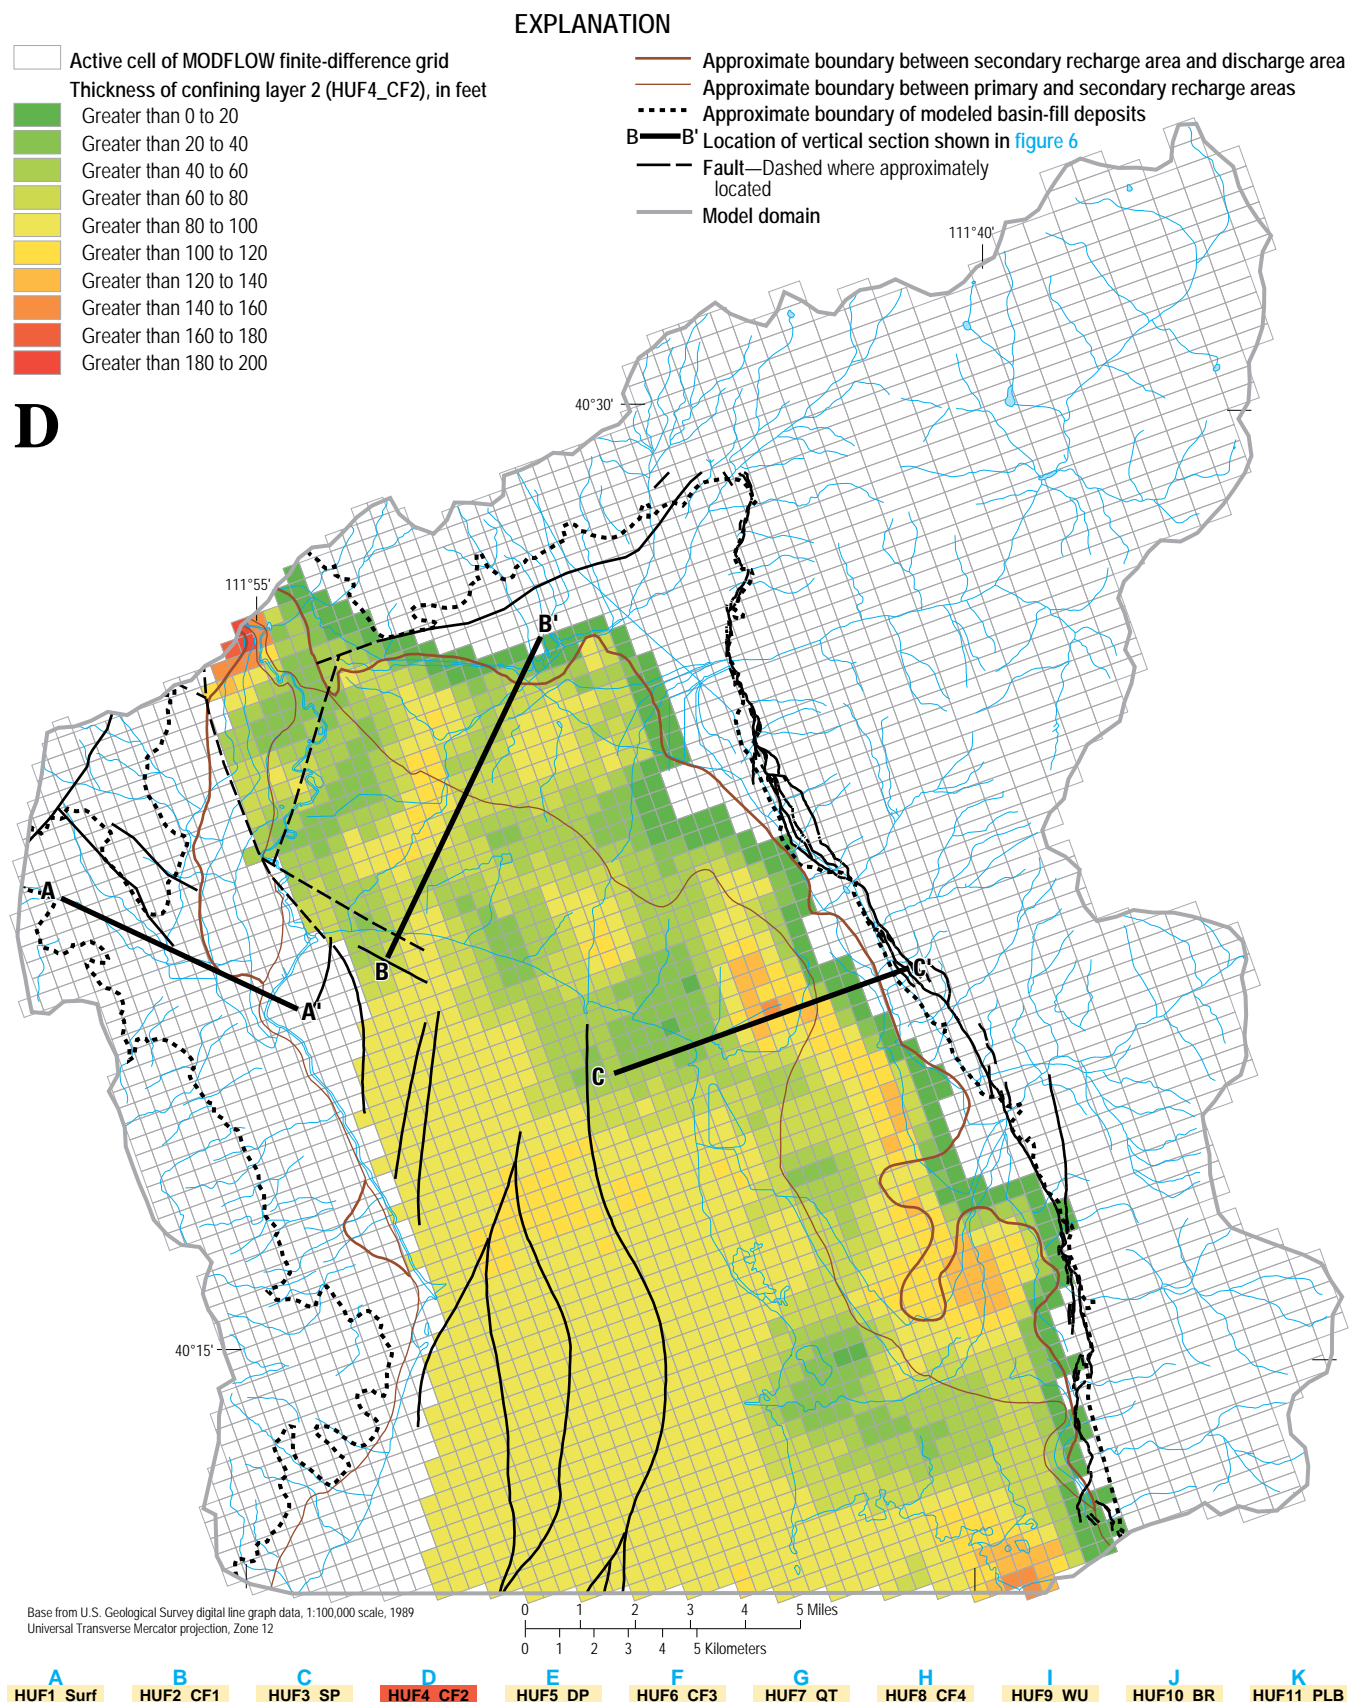 EXPLANATION
Active cell of MODFLOW finite-difference grid
Thickness of confining layer 2 (HUF4_CF2), in feet
Greater than 0 to 20
Greater than 20 to 40
Greater than 40 to 60
Greater than 60 to 80
Greater than 80 to 100
Greater than 100 to 120
Greater than 120 to 140
Greater than 140 to 160
Greater than 160 to 180
Greater than 180 to 200
Approximate boundary between secondary recharge area and discharge area
Approximate boundary between primary and secondary recharge areas
Approximate boundary of modeled basin-fill deposits
B B' Location of vertical section shown in figure 6
Fault—Dashed where approximately
located
Model domain
D
111°40'
40°30'
111°55'
B'
A
B
C'
A'
C
40°15'
Base from U.S. Geological Survey digital line graph data, 1:100,000 scale, 1989
Universal Transverse Mercator projection, Zone 12
0 1 2 3 4 5 Miles
0 1 2 3 4 5 Kilometers
A B C D E F G H I J K
HUF1_Surf HUF2_CF1 HUF3_SP HUF4_CF2 HUF5_DP HUF6_CF3 HUF7_QT HUF8_CF4 HUF9_WU HUF10_BR HUF11_PLB